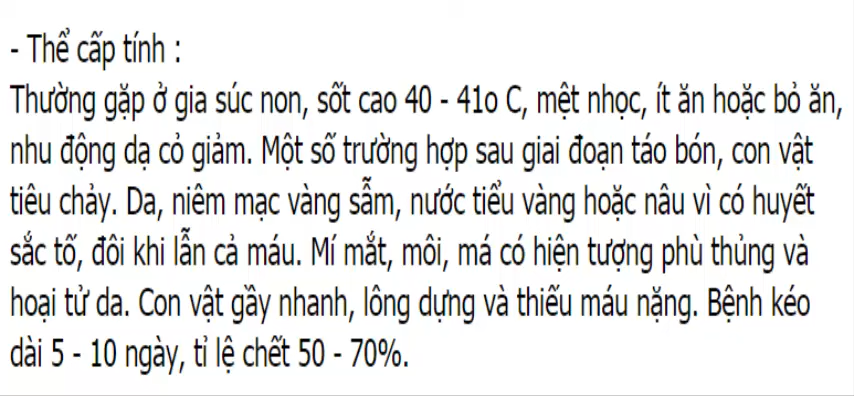 - Thể cấp tính :
Thường gặp ở gia súc non, sốt cao 40 - 41o C, mệt nhọc, ít ăn hoặc bỏ ăn,
nhu động dạ cỏ giảm. Một số trường hợp sau giai đoạn táo bón, con vật
tiêu chảy. Da, niêm mạc vàng sẫm, nước tiểu vàng hoặc nâu vì có huyết
sắc tố, đôi khi lẫn cả máu. Mí mắt, môi, má có hiện tượng phù thủng và
hoại tử da. Con vật gầy nhanh, lông dựng và thiếu máu nặng. Bệnh kéo
dài 5 - 10 ngày, tỉ lệ chết 50 - 70%.